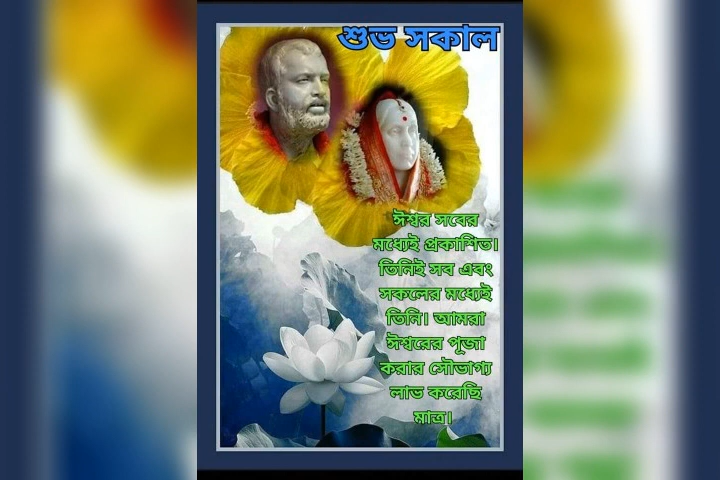 শুভ সকাল
ঈশ্বর সবের
মধ্যেই প্রকাশিত।
তিনিই সব এবং
সকলের মধ্যেই
তিনি। আমরা
ঈশ্বরের পূজা
করার সৌভাগ্য
লাভ করেছি
মাত্র।